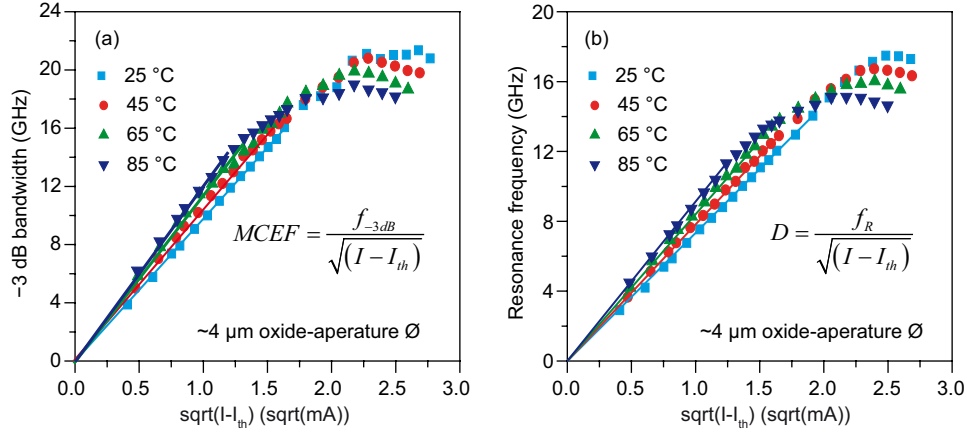 (a)
25 °C
45 °C
65 °C
85 °C
MCEF = f₋₃dB / √(I − Iₜₕ)
~4 µm oxide-aperature Ø
−3 dB bandwidth (GHz)
24
20
16
12
8
4
0
0.0 0.5 1.0 1.5 2.0 2.5 3.0
sqrt(I-Iₜₕ) (sqrt(mA))
(b)
25 °C
45 °C
65 °C
85 °C
D = f_R / √(I − Iₜₕ)
~4 µm oxide-aperature Ø
Resonance frequency (GHz)
20
16
12
8
4
0
0.0 0.5 1.0 1.5 2.0 2.5 3.0
sqrt(I-Iₜₕ) (sqrt(mA))